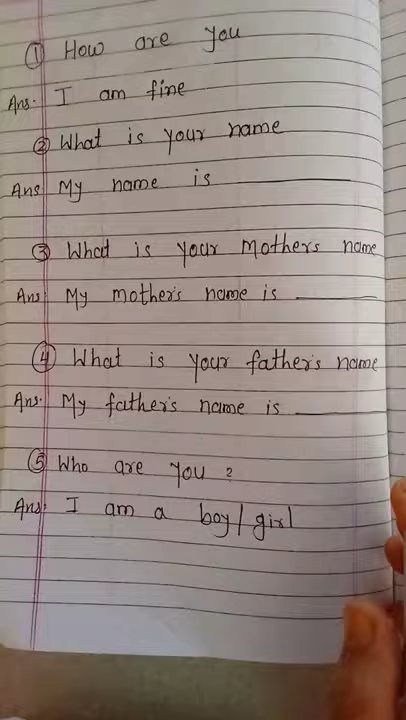 ① How are you
Ans: I am fine
② What is your name
Ans My name is ________
③ What is your Mothers name
Ans: My mother's name is ________
④ What is your father's name
Ans: My father's name is ________
⑤ Who are you ?
Ans: I am a boy/girl